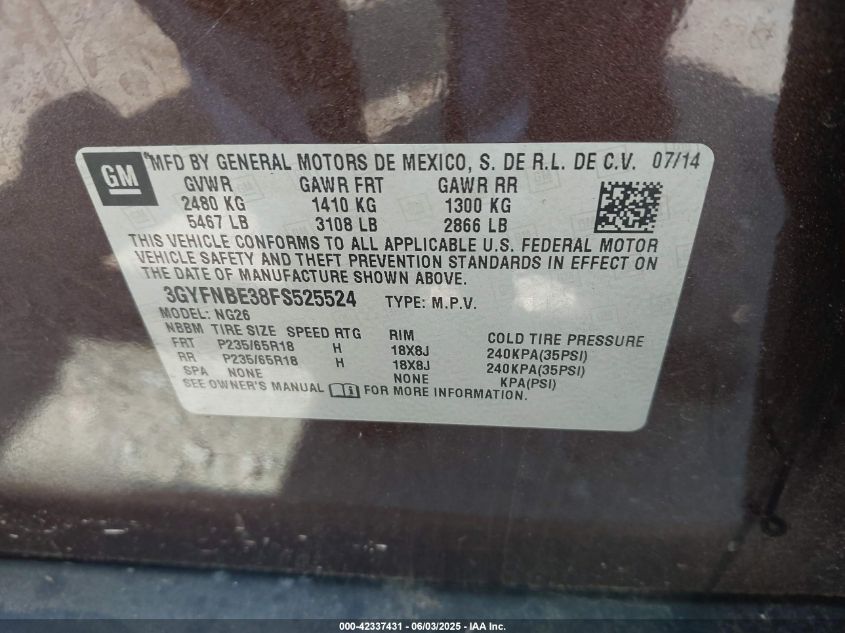 GM
MFD BY GENERAL MOTORS DE MEXICO, S. DE R.L. DE C.V. 07/14
GVWR GAWR FRT GAWR RR
2480 KG 1410 KG 1300 KG
5467 LB 3108 LB 2866 LB
THIS VEHICLE CONFORMS TO ALL APPLICABLE U.S. FEDERAL MOTOR
VEHICLE SAFETY AND THEFT PREVENTION STANDARDS IN EFFECT ON
THE DATE OF MANUFACTURE SHOWN ABOVE.
3GYFNBE38FS525524 TYPE: M.P.V.
MODEL: NG26
NBBM TIRE SIZE SPEED RTG RIM COLD TIRE PRESSURE
FRT P235/65R18 H 18X8J 240KPA(35PSI)
RR P235/65R18 H 18X8J 240KPA(35PSI)
SPA NONE NONE KPA(PSI)
SEE OWNER'S MANUAL FOR MORE INFORMATION.
000-42337431 - 06/03/2025 - IAA Inc.